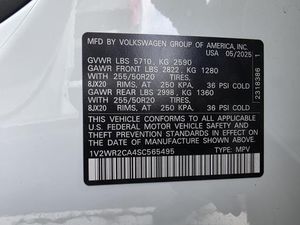 MFD BY VOLKSWAGEN GROUP OF AMERICA, INC.
USA 05/2025
GVWR LBS 5710, KG 2590
GAWR FRONT LBS 2822, KG 1280
WITH 255/50R20 TIRES,
8JX20 RIMS, AT 250 KPA, 36 PSI COLD
GAWR REAR LBS 2998, KG 1360
WITH 255/50R20 TIRES,
8JX20 RIMS, AT 250 KPA, 36 PSI COLD
THIS VEHICLE CONFORMS TO ALL APPLICABLE
FEDERAL MOTOR VEHICLE SAFETY AND
THEFT PREVENTION STANDARDS IN EFFECT ON THE
DATE OF MANUFACTURE SHOWN ABOVE.
1V2WR2CA4SC565495 TYPE: MPV
2318386 1